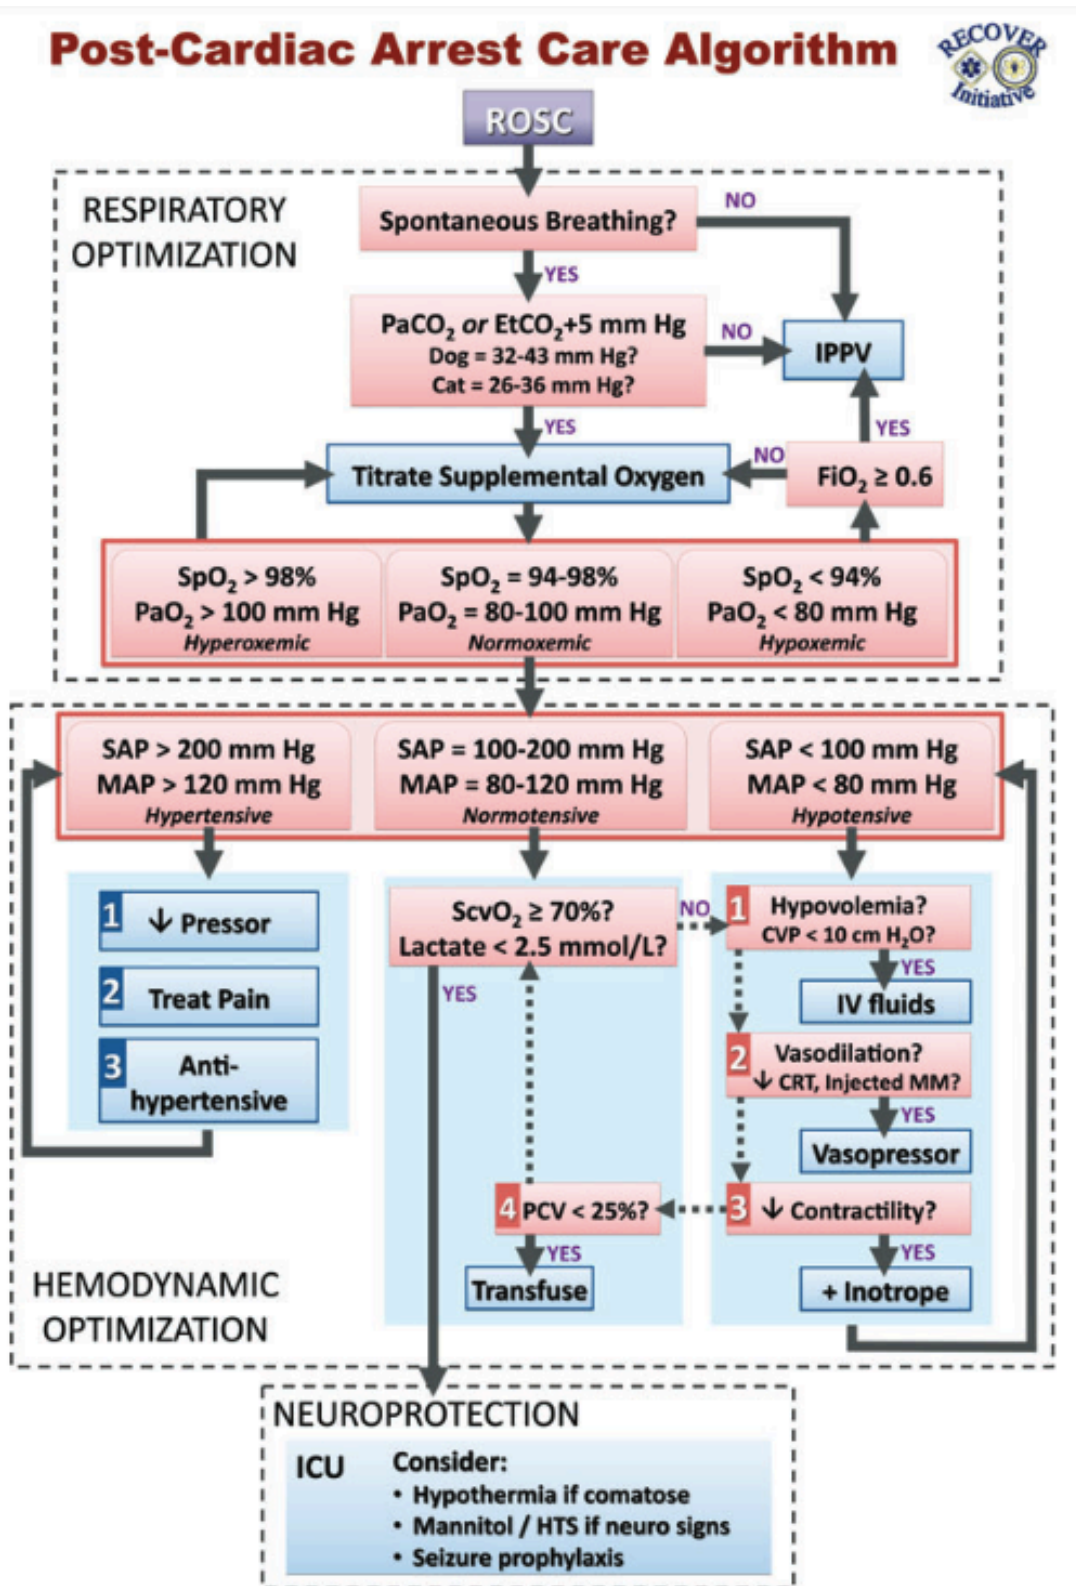 Post-Cardiac Arrest Care Algorithm
RECOVER
Initiative
ROSC
RESPIRATORY
OPTIMIZATION
Spontaneous Breathing?
NO
YES
PaCO₂ or EtCO₂+5 mm Hg
Dog = 32-43 mm Hg?
Cat = 26-36 mm Hg?
NO
IPPV
YES
YES
Titrate Supplemental Oxygen
NO
FiO₂ ≥ 0.6
SpO₂ > 98%
PaO₂ > 100 mm Hg
Hyperoxemic
SpO₂ = 94-98%
PaO₂ = 80-100 mm Hg
Normoxemic
SpO₂ < 94%
PaO₂ < 80 mm Hg
Hypoxemic
SAP > 200 mm Hg
MAP > 120 mm Hg
Hypertensive
SAP = 100-200 mm Hg
MAP = 80-120 mm Hg
Normotensive
SAP < 100 mm Hg
MAP < 80 mm Hg
Hypotensive
1 ↓ Pressor
2 Treat Pain
3 Anti-
hypertensive
ScvO₂ ≥ 70%?
Lactate < 2.5 mmol/L?
NO
YES
1 Hypovolemia?
CVP < 10 cm H₂O?
YES
IV fluids
2 Vasodilation?
↓ CRT, Injected MM?
YES
Vasopressor
3 ↓ Contractility?
YES
+ Inotrope
4 PCV < 25%?
YES
Transfuse
HEMODYNAMIC
OPTIMIZATION
NEUROPROTECTION
ICU
Consider:
• Hypothermia if comatose
• Mannitol / HTS if neuro signs
• Seizure prophylaxis